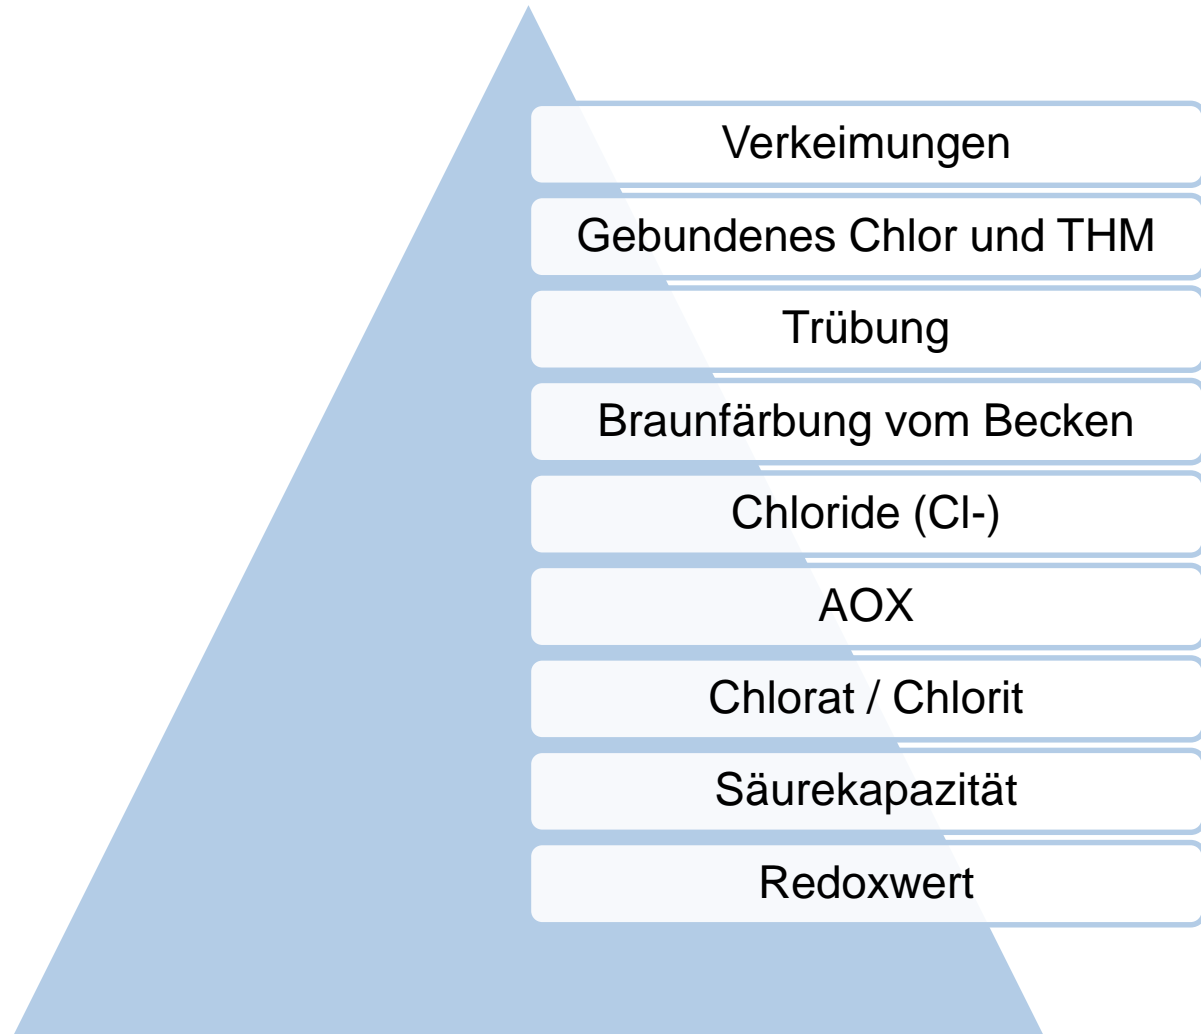 Verkeimungen
Gebundenes Chlor und THM
Trübung
Braunfärbung vom Becken
Chloride (Cl-)
AOX
Chlorat / Chlorit
Säurekapazität
Redoxwert